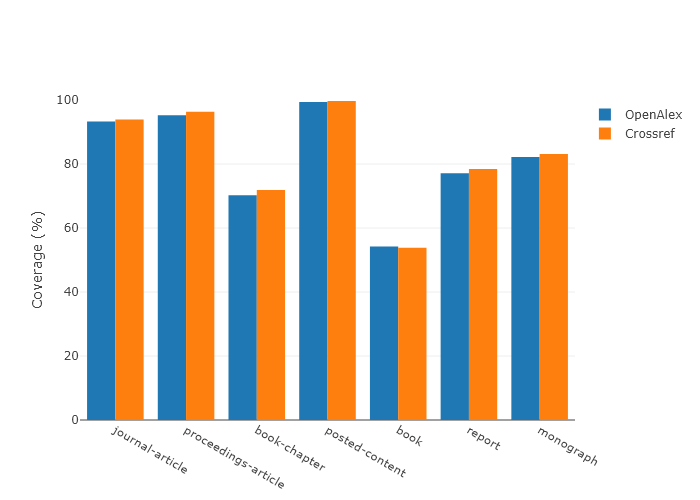 100
80
60
40
20
0
Coverage (%)
journal-article
proceedings-article
book-chapter
posted-content
book
report
monograph
OpenAlex
Crossref